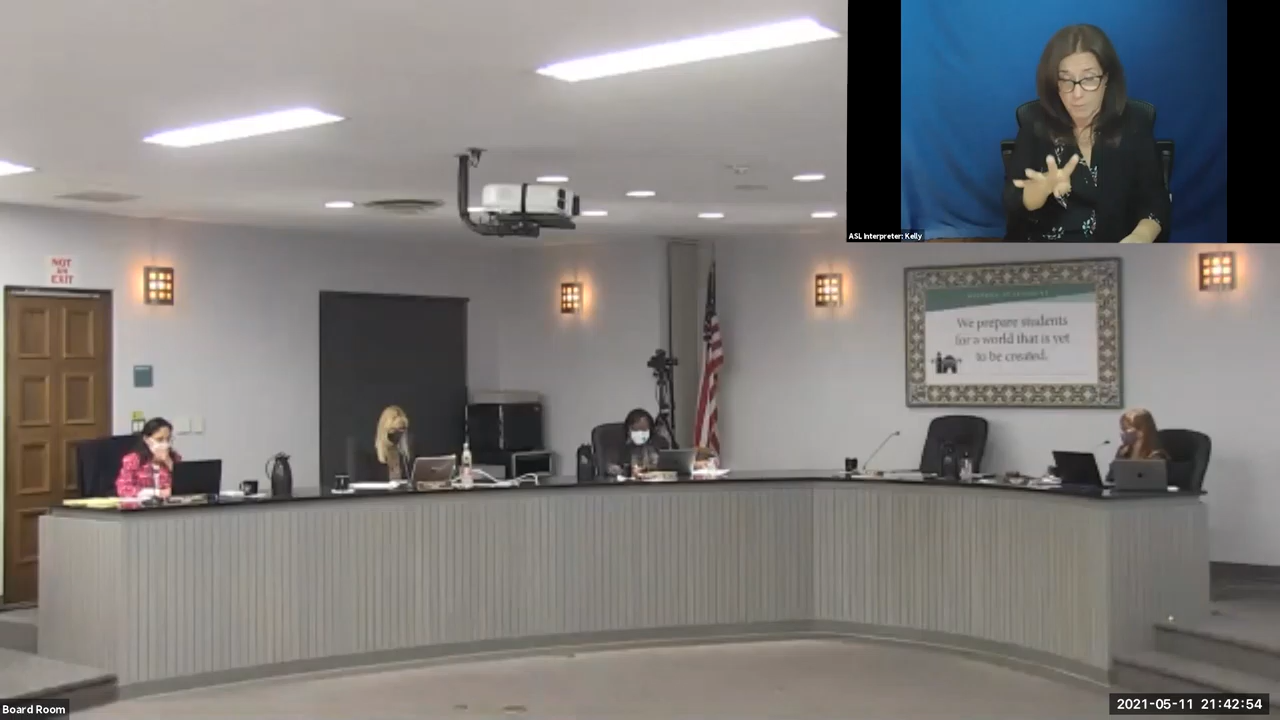 ASL Interpreter: Kelly
NOT
AN
EXIT
We prepare students
for a world that is yet
to be created.
Board Room
2021-05-11 21:42:54